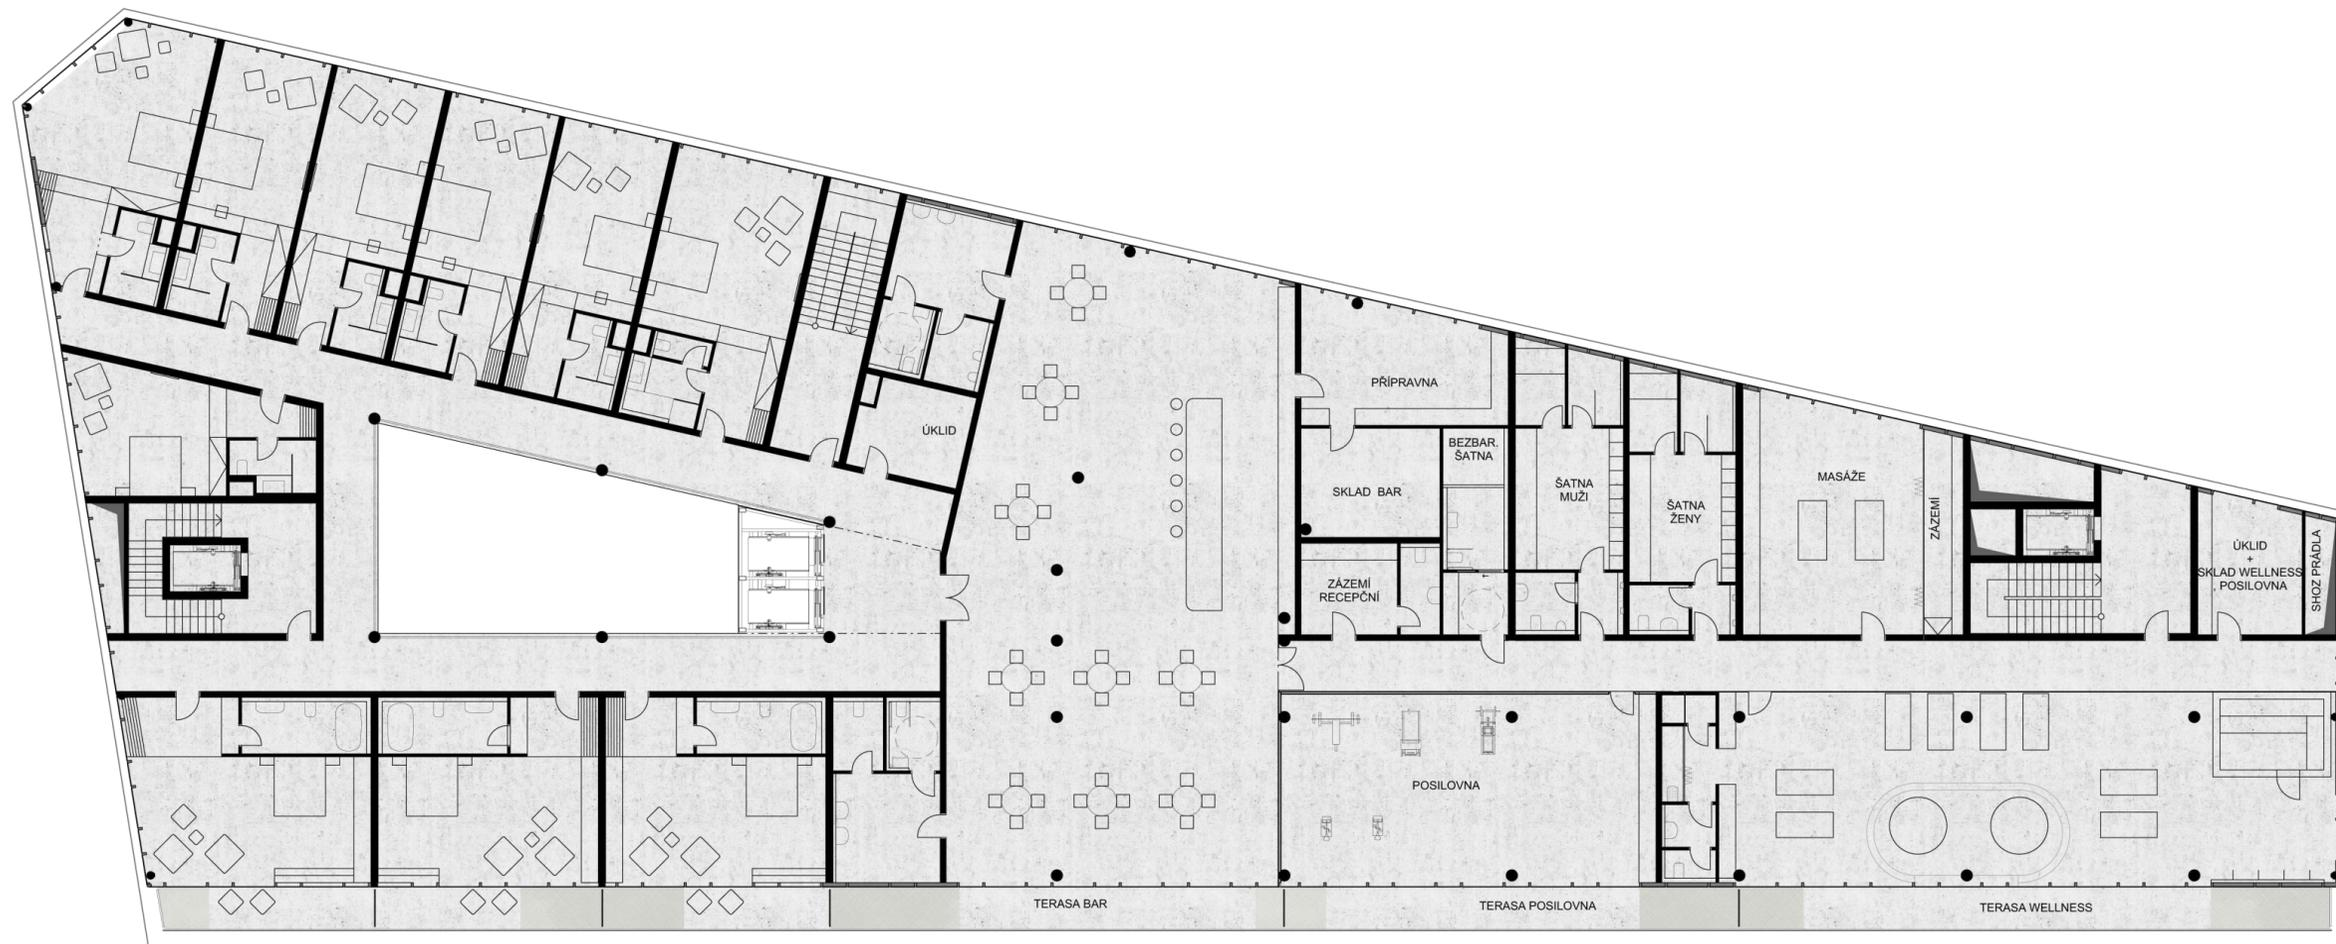 PŘÍPRAVNA
ÚKLID
BEZBAR.
ŠATNA
SKLAD BAR
ŠATNA
MUŽI
ŠATNA
ŽENY
MASÁŽE
ZÁZEMÍ
ÚKLID
+
SKLAD WELLNESS
POSILOVNA
SHOZ PRÁDLA
ZÁZEMÍ
RECEPČNÍ
POSILOVNA
TERASA BAR
TERASA POSILOVNA
TERASA WELLNESS